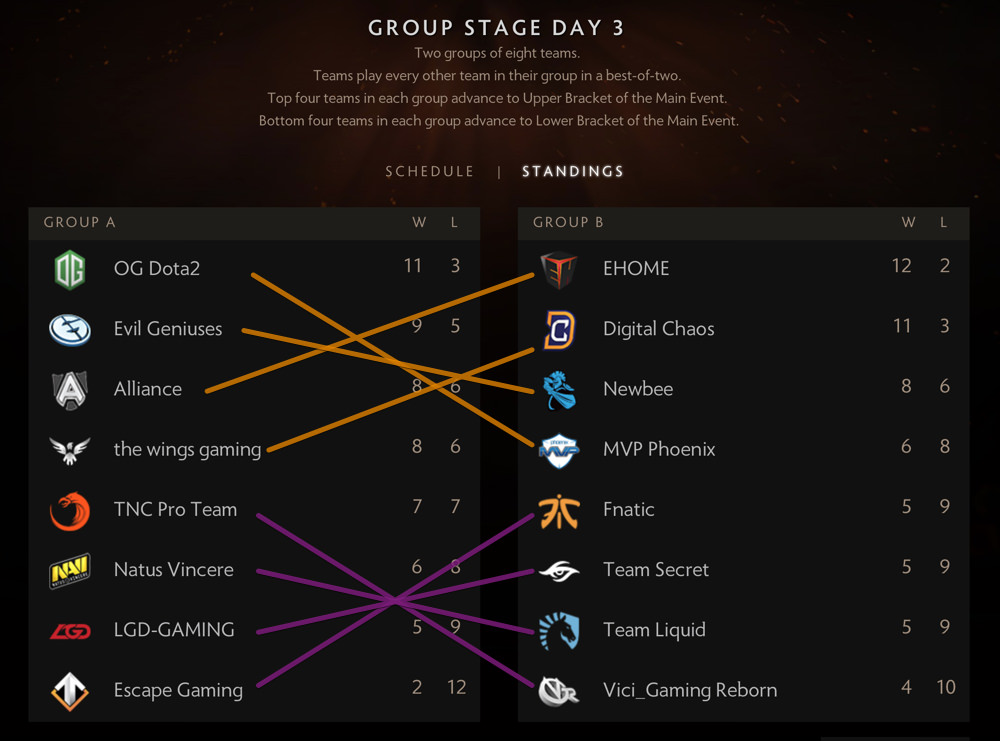 GROUP STAGE DAY 3
Two groups of eight teams.
Teams play every other team in their group in a best-of-two.
Top four teams in each group advance to Upper Bracket of the Main Event.
Bottom four teams in each group advance to Lower Bracket of the Main Event.
SCHEDULE | STANDINGS
GROUP A W L
OG OG Dota2 11 3
Evil Geniuses 9 5
Alliance 8 6
the wings gaming 8 6
TNC Pro Team 7 7
NAVI Natus Vincere 6 8
LGD LGD-GAMING 5 9
Escape Gaming 2 12
GROUP B W L
EHOME 12 2
Digital Chaos 11 3
Newbee 8 6
phoenix MVP MVP Phoenix 6 8
Fnatic 5 9
Team Secret 5 9
Team Liquid 5 9
Vici_Gaming Reborn 4 10